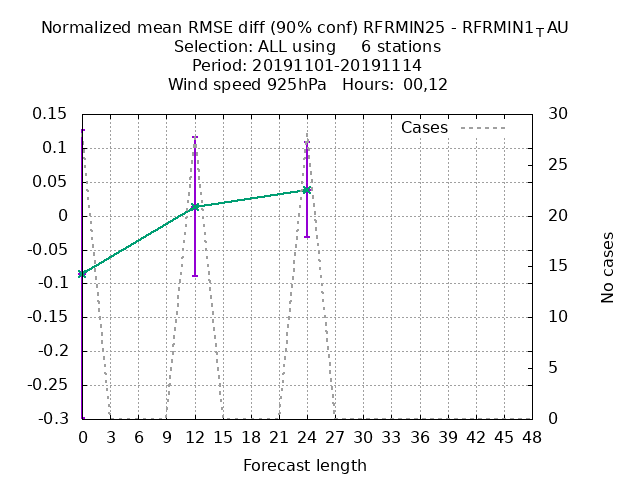 Normalized mean RMSE diff (90% conf) RFRMIN25 - RFRMIN1_TAU
Selection: ALL using 6 stations
Period: 20191101-20191114
Wind speed 925hPa Hours: 00,12
0.15
0.1
0.05
0
-0.05
-0.1
-0.15
-0.2
-0.25
-0.3
Cases
30
25
20
15
10
5
0
No cases
0 3 6 9 12 15 18 21 24 27 30 33 36 39 42 45 48
Forecast length